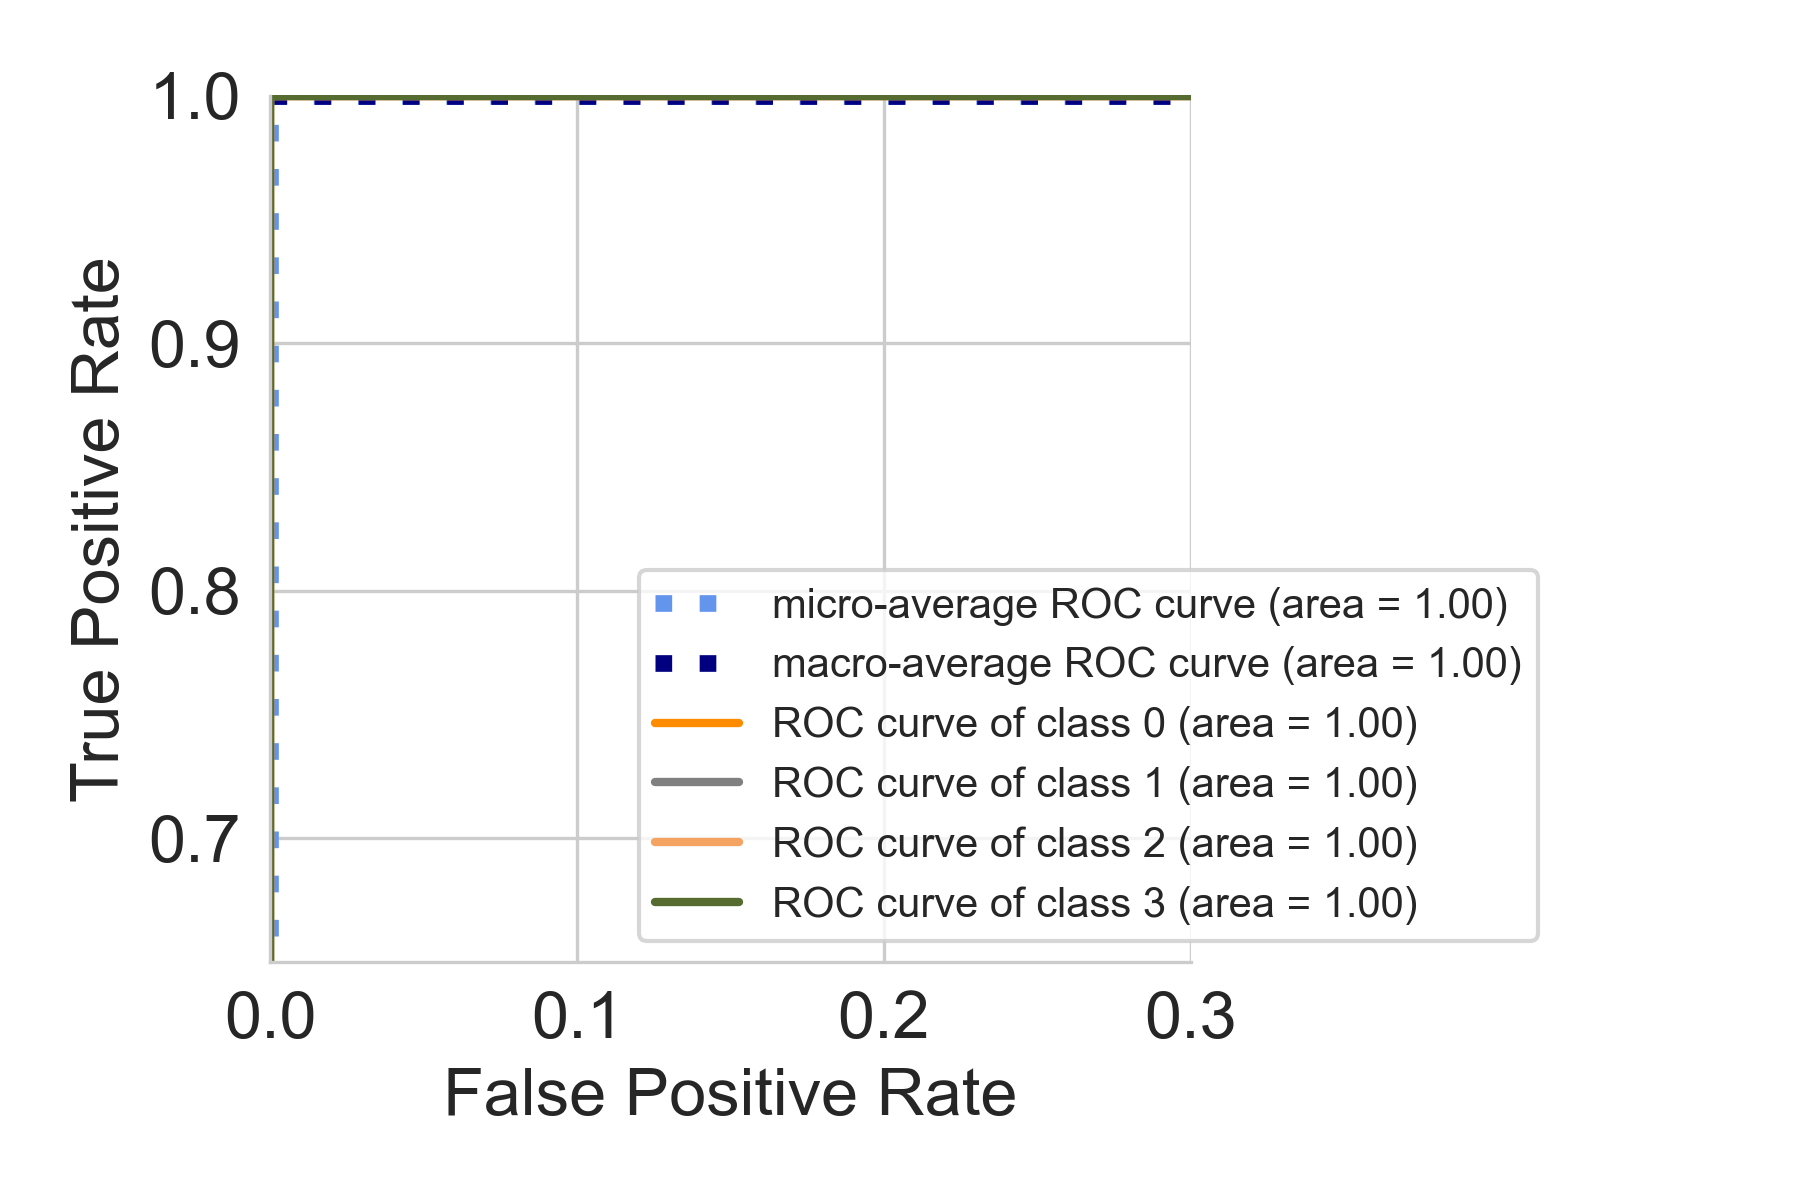 1.0
0.9
0.8
0.7
True Positive Rate
micro-average ROC curve (area = 1.00)
macro-average ROC curve (area = 1.00)
ROC curve of class 0 (area = 1.00)
ROC curve of class 1 (area = 1.00)
ROC curve of class 2 (area = 1.00)
ROC curve of class 3 (area = 1.00)
0.0 0.1 0.2 0.3
False Positive Rate